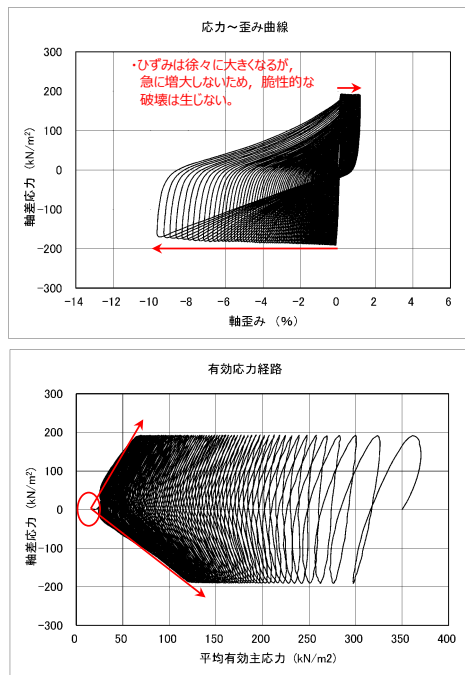 応力～歪み曲線
・ひずみは徐々に大きくなるが，
急に増大しないため，脆性的な
破壊は生じない。
300
200
100
0
-100
-200
-300
軸差応力 (kN/m²)
-14 -12 -10 -8 -6 -4 -2 0 2 4 6
軸歪み （％）
有効応力経路
300
200
100
0
-100
-200
-300
軸差応力 (kN/m²)
0 50 100 150 200 250 300 350 400
平均有効主応力 (kN/m2)